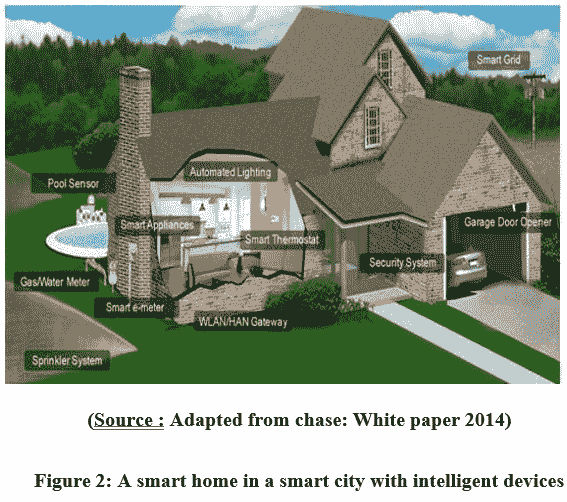 Smart Grid
Automated Lighting
Pool Sensor
Smart Appliances
Garage Door Opener
Smart Thermostat
Security System
Gas/Water Meter
Smart e-meter
WLAN/HAN Gateway
Sprinkler System
(Source : Adapted from chase: White paper 2014)
Figure 2: A smart home in a smart city with intelligent devices